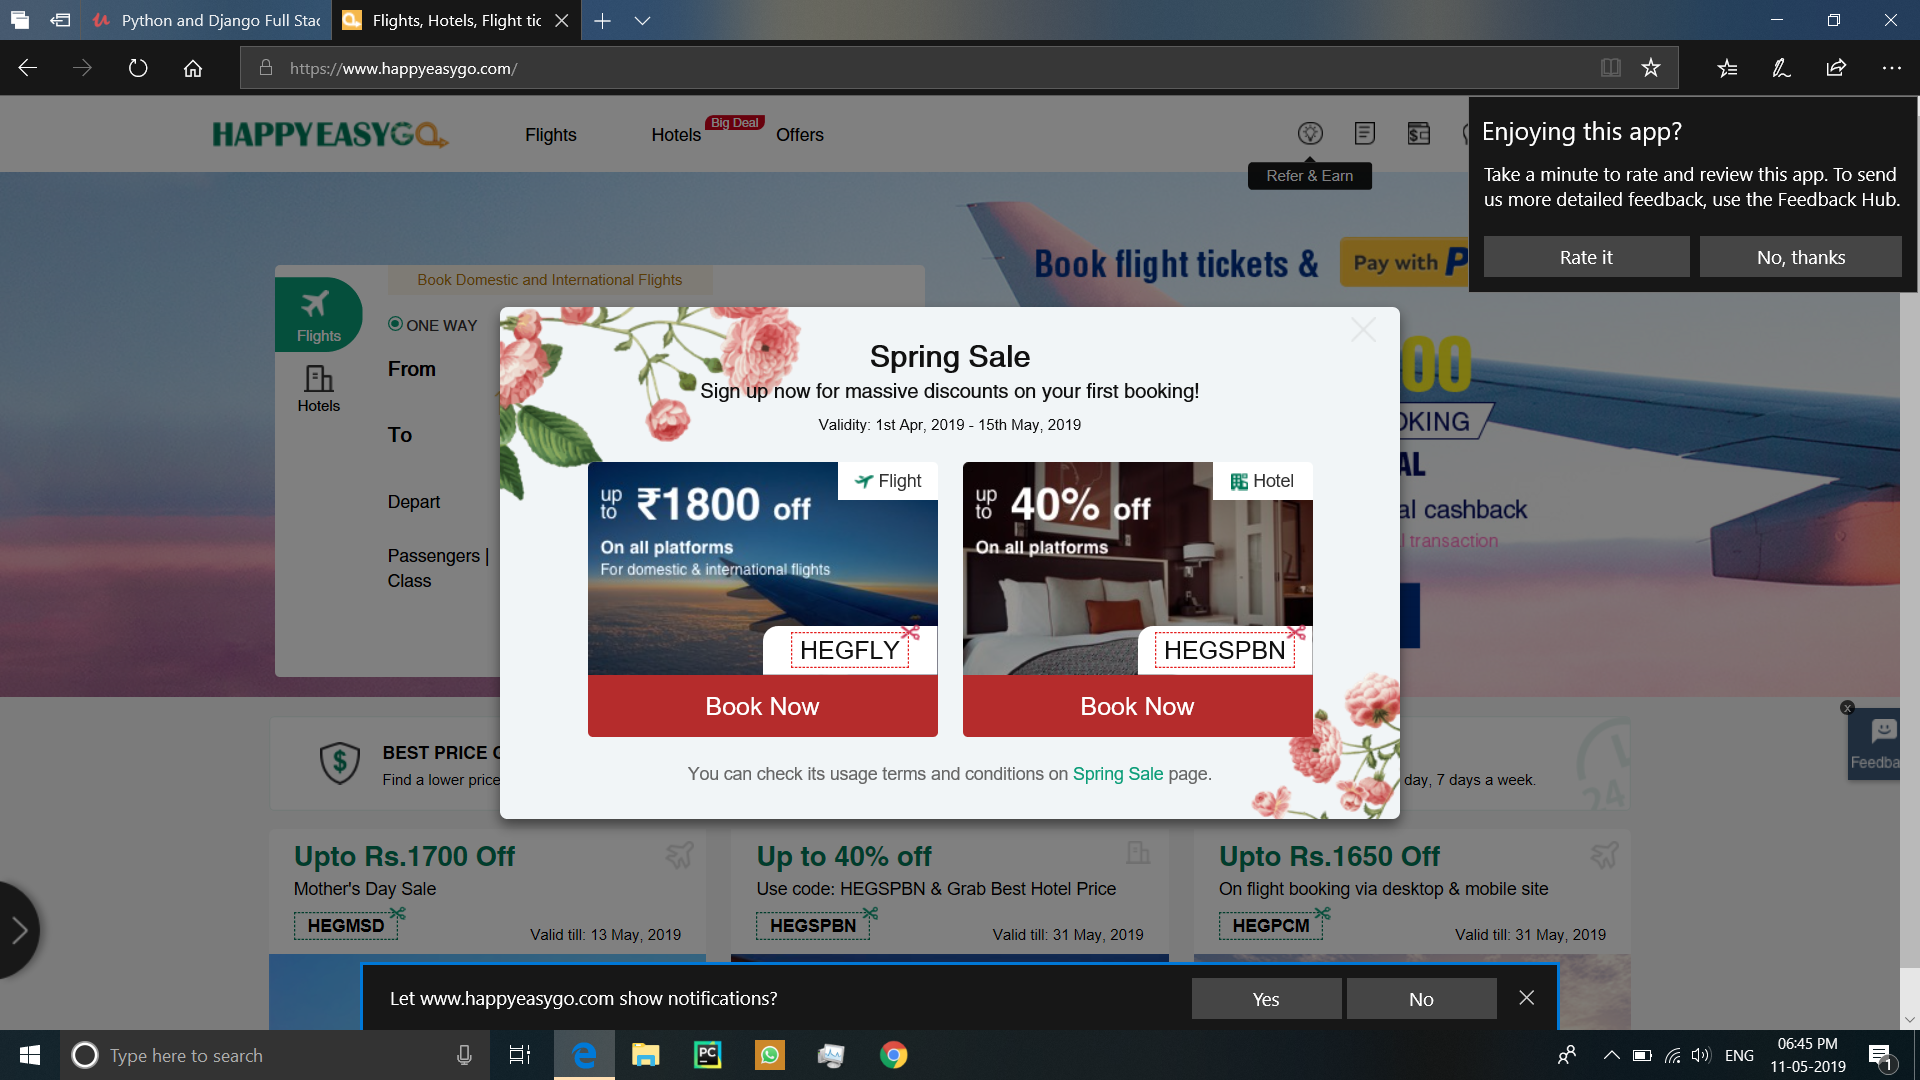 Python and Django Full Stac
Flights, Hotels, Flight tic
https://www.happyeasygo.com/
HAPPYEASYGO
Flights
Hotels
Big Deal
Offers
Refer & Earn
Enjoying this app?
Take a minute to rate and review this app. To send
us more detailed feedback, use the Feedback Hub.
Rate it
No, thanks
Book flight tickets &
Pay with P
Book Domestic and International Flights
Flights
ONE WAY
From
Hotels
To
Depart
Passengers |
Class
00
OKING
AL
al cashback
l transaction
Spring Sale
Sign up now for massive discounts on your first booking!
Validity: 1st Apr, 2019 - 15th May, 2019
Flight
up to ₹1800 off
On all platforms
For domestic & international flights
HEGFLY
Book Now
Hotel
up to 40% off
On all platforms
HEGSPBN
Book Now
You can check its usage terms and conditions on Spring Sale page.
BEST PRICE G
Find a lower price
day, 7 days a week.
24
x
Feedba
Upto Rs.1700 Off
Mother's Day Sale
HEGMSD
Valid till: 13 May, 2019
Up to 40% off
Use code: HEGSPBN & Grab Best Hotel Price
HEGSPBN
Valid till: 31 May, 2019
Upto Rs.1650 Off
On flight booking via desktop & mobile site
HEGPCM
Valid till: 31 May, 2019
Let www.happyeasygo.com show notifications?
Yes
No
Type here to search
PC
ENG
06:45 PM
11-05-2019
1